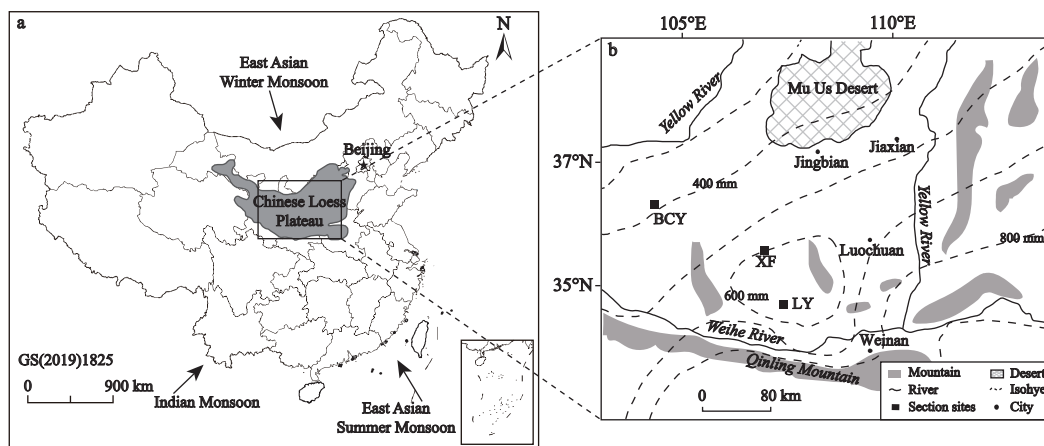 a
N
East Asian
Winter Monsoon
Beijing
Chinese Loess
Plateau
GS(2019)1825
0 900 km
Indian Monsoon
East Asian
Summer Monsoon
105°E 110°E
b
Yellow River
Mu Us Desert
Jiaxian
37°N
Jingbian
400 mm
BCY
Yellow River
800 mm
Luochuan
XF
35°N
600 mm
LY
Weihe River
Weinan
Qinling Mountain
0 80 km
Mountain Desert
River Isohye
Section sites City